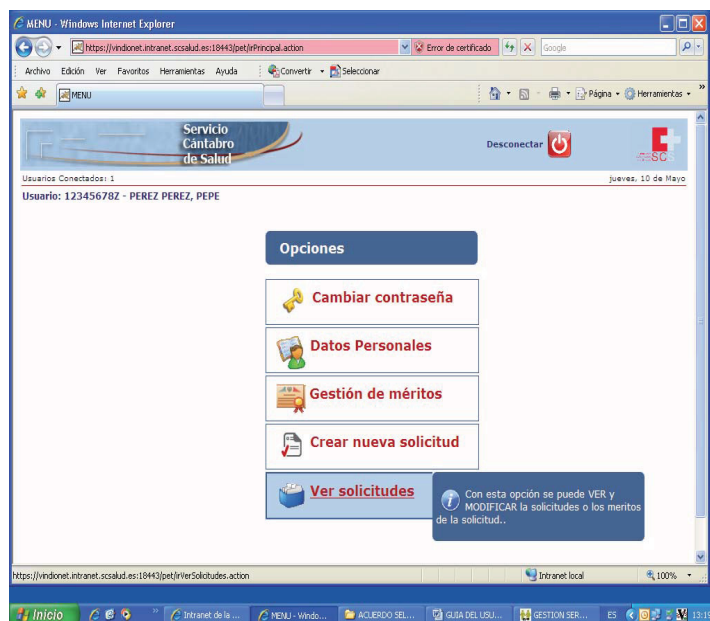 MENU - Windows Internet Explorer
https://vindionet.intranet.scsalud.es:18443/pet/irPrincipal.action
Error de certificado
Google
Archivo Edición Ver Favoritos Herramientas Ayuda
Convertir
Seleccionar
MENU
Página
Herramientas
Servicio
Cántabro
de Salud
Desconectar
SCS
Usuarios Conectados: 1
jueves, 10 de Mayo
Usuario: 12345678Z - PEREZ PEREZ, PEPE
Opciones
Cambiar contraseña
Datos Personales
Gestión de méritos
Crear nueva solicitud
Ver solicitudes
Con esta opción se puede VER y
MODIFICAR la solicitudes o los meritos
de la solicitud..
https://vindionet.intranet.scsalud.es:18443/pet/irVerSolicitudes.action
Intranet local
100%
Inicio
Intranet de la ...
MENU - Windo...
ACUERDO SEL...
GUIA DEL USU...
GESTION SER...
ES
13:19